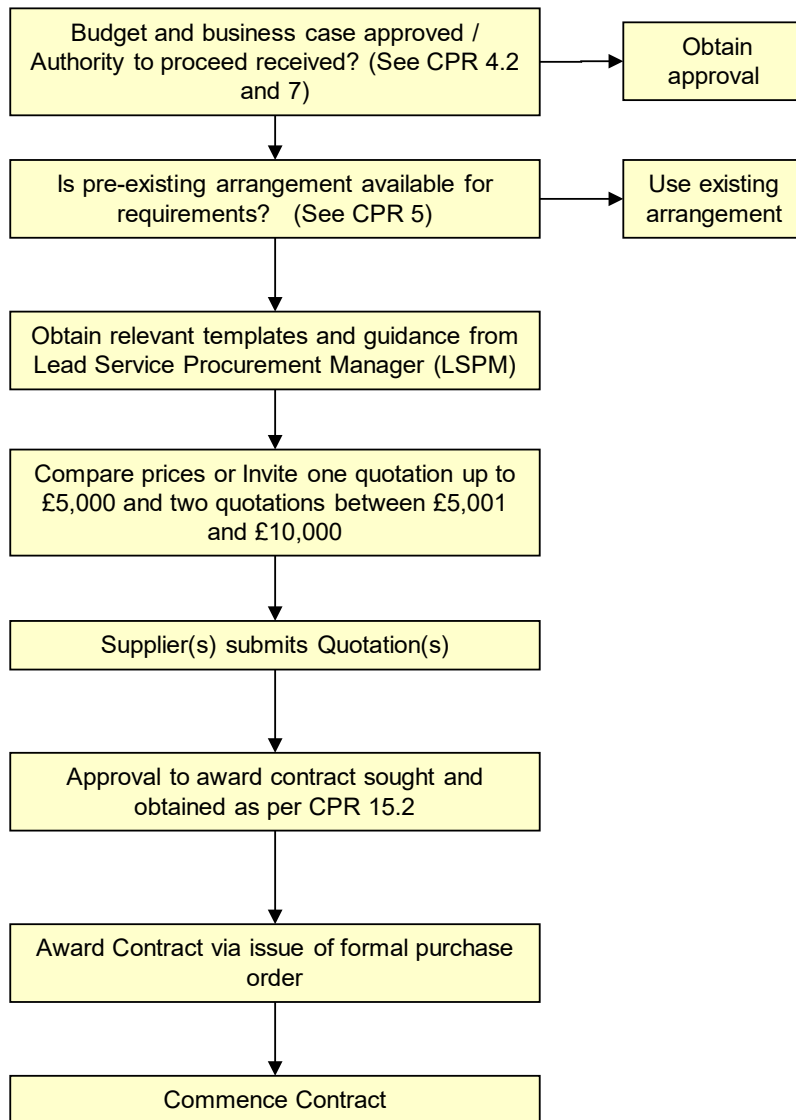 Budget and business case approved /
Authority to proceed received? (See CPR 4.2
and 7)
Obtain
approval
Is pre-existing arrangement available for
requirements? (See CPR 5)
Use existing
arrangement
Obtain relevant templates and guidance from
Lead Service Procurement Manager (LSPM)
Compare prices or Invite one quotation up to
£5,000 and two quotations between £5,001
and £10,000
Supplier(s) submits Quotation(s)
Approval to award contract sought and
obtained as per CPR 15.2
Award Contract via issue of formal purchase
order
Commence Contract